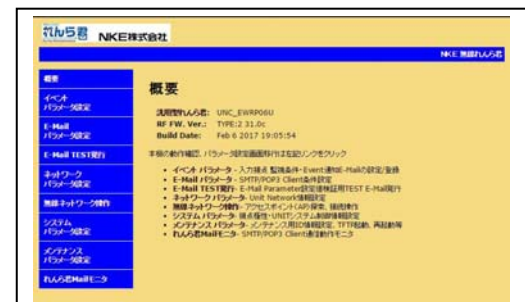 れんら君 NKE株式会社
NKE 無線れんら君
概要
イベント
パラメータ設定
E-Mail
パラメータ設定
E-Mail TEST発行
ネットワーク
パラメータ設定
無線ネットワーク操作
システム
パラメータ設定
メンテナンス
パラメータ設定
れんら君Mailモニタ
概要
汎用型れんら君: UNC_EWRP06U
RF FW. Ver.: TYPE:2 31.0c
Build Date: Feb 6 2017 19:05:54
本機の動作確認、パラメータ設定画面移行は左記リンクをクリック
• イベント パラメータ - 入力接点 監視条件・Event通知E-Mailの設定/登録
• E-Mail パラメータ - SMTP/POP3 Client条件設定
• E-Mail TEST発行 - E-Mail Parameter設定値検証用TEST E-Mail発行
• ネットワーク パラメータ - Unit Network情報設定
• 無線ネットワーク操作 - アクセスポイント(AP)探索、接続操作
• システム パラメータ - 接点極性・UNITシステム制御情報設定
• メンテナンス パラメータ - メンテナンス用ID情報設定, TFTP起動, 再起動等
• れんら君Mailモニタ - SMTP/POP3 Client通信動作モニタ